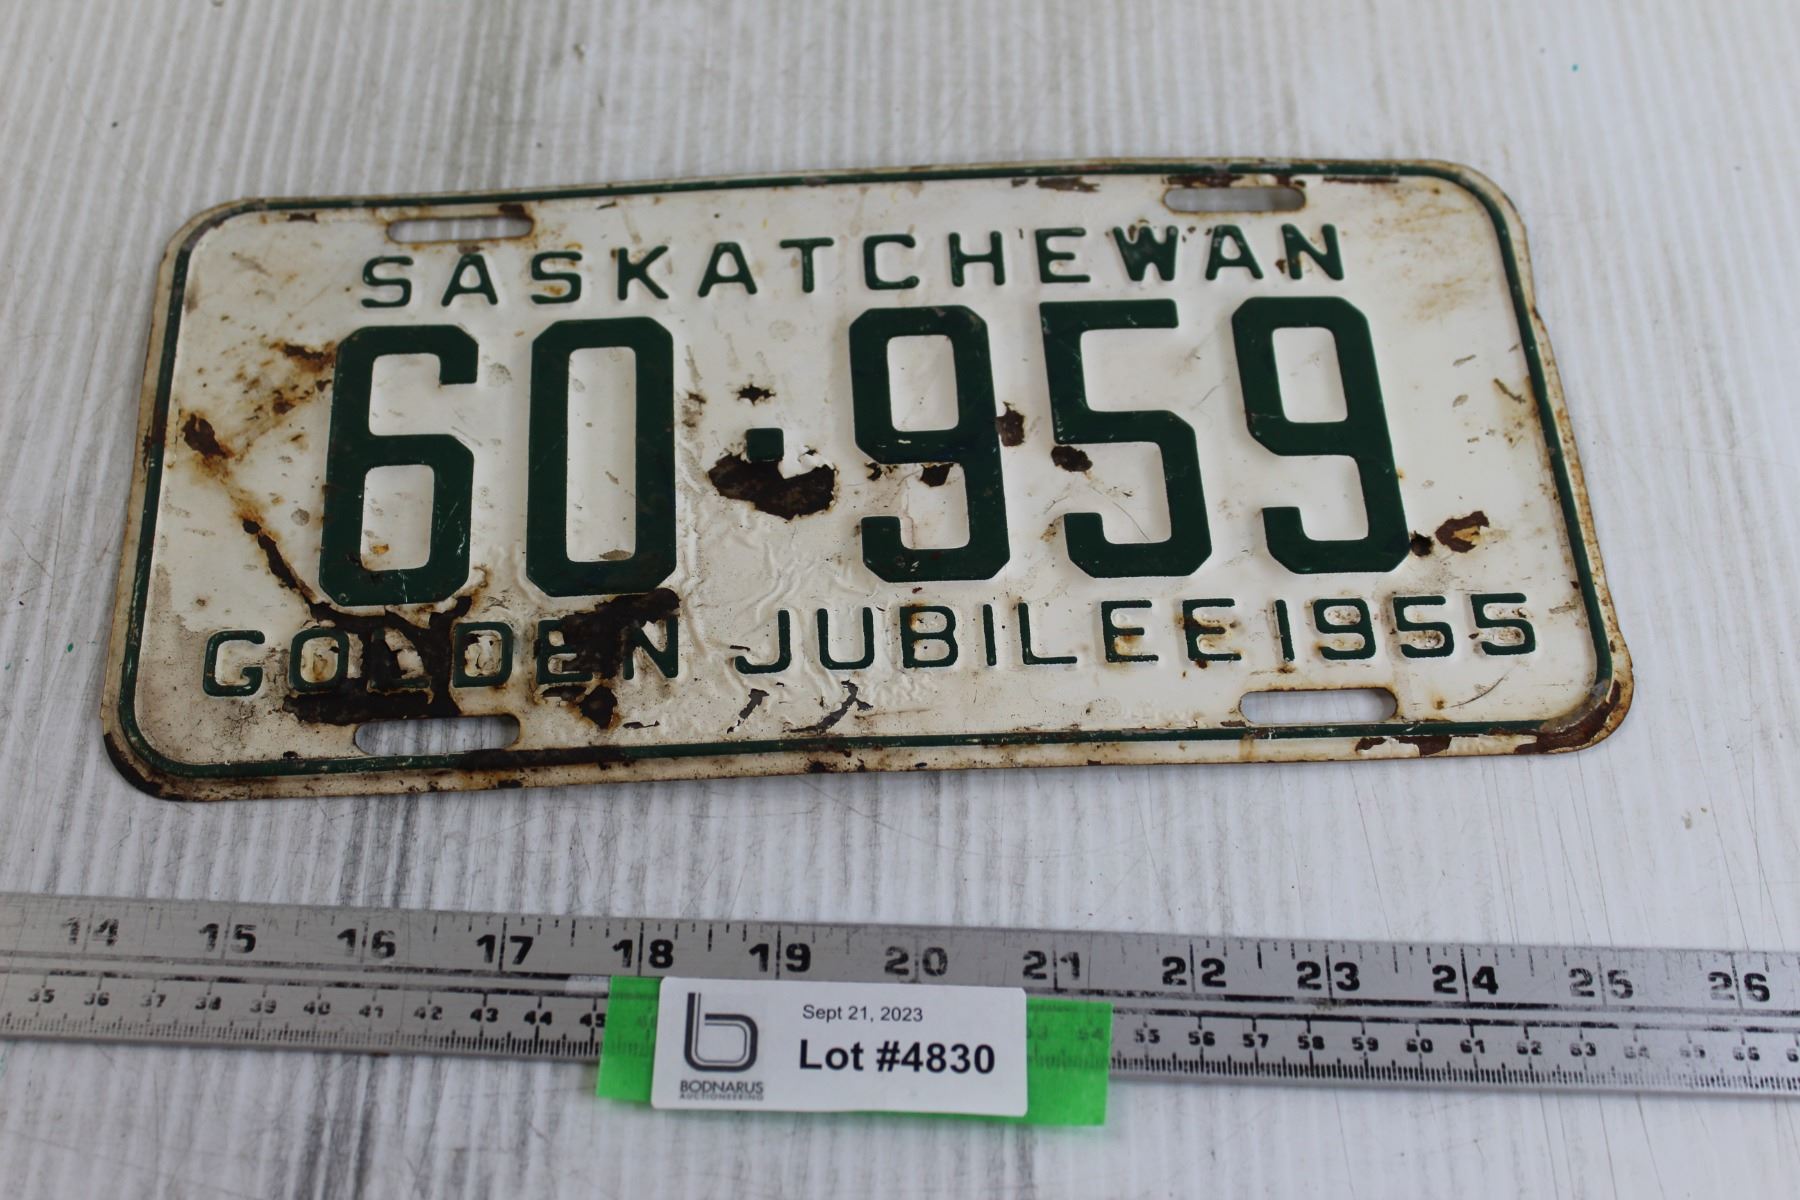 SASKATCHEWAN
60·959
GOLDEN JUBILEE 1955
14 15 16 17 18 19 20 21 22 23 24 25 26
35 36 37 38 39 40 41 42 43 44 45 54 55 56 57 58 59 60 61 62 63 64 65 66
Sept 21, 2023
Lot #4830
BODNARUS
AUCTIONEERING